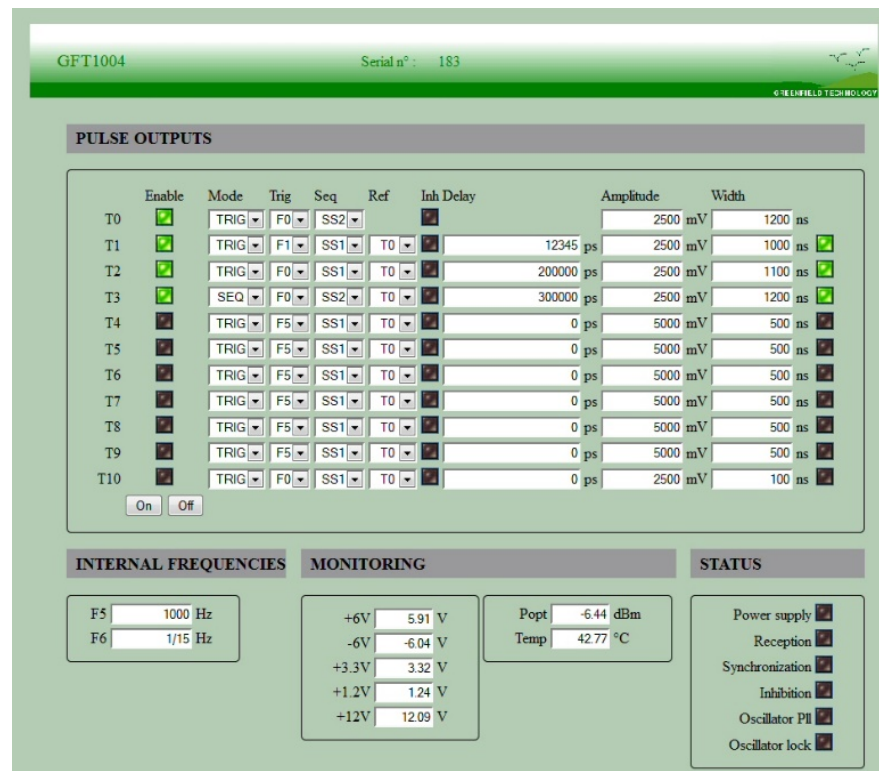 GFT1004 Serial n° : 183
GREENFIELD TECHNOLOGY
PULSE OUTPUTS
Enable Mode Trig Seq Ref Inh Delay Amplitude Width
T0 TRIG F0 SS2 2500 mV 1200 ns
T1 TRIG F1 SS1 T0 12345 ps 2500 mV 1000 ns
T2 TRIG F0 SS1 T0 200000 ps 2500 mV 1100 ns
T3 SEQ F0 SS2 T0 300000 ps 2500 mV 1200 ns
T4 TRIG F5 SS1 T0 0 ps 5000 mV 500 ns
T5 TRIG F5 SS1 T0 0 ps 5000 mV 500 ns
T6 TRIG F5 SS1 T0 0 ps 5000 mV 500 ns
T7 TRIG F5 SS1 T0 0 ps 5000 mV 500 ns
T8 TRIG F5 SS1 T0 0 ps 5000 mV 500 ns
T9 TRIG F5 SS1 T0 0 ps 5000 mV 500 ns
T10 TRIG F0 SS1 T0 0 ps 2500 mV 100 ns
On Off
INTERNAL FREQUENCIES
F5 1000 Hz
F6 1/15 Hz
MONITORING
+6V 5.91 V
-6V -6.04 V
+3.3V 3.32 V
+1.2V 1.24 V
+12V 12.09 V
Popt -6.44 dBm
Temp 42.77 °C
STATUS
Power supply
Reception
Synchronization
Inhibition
Oscillator Pll
Oscillator lock